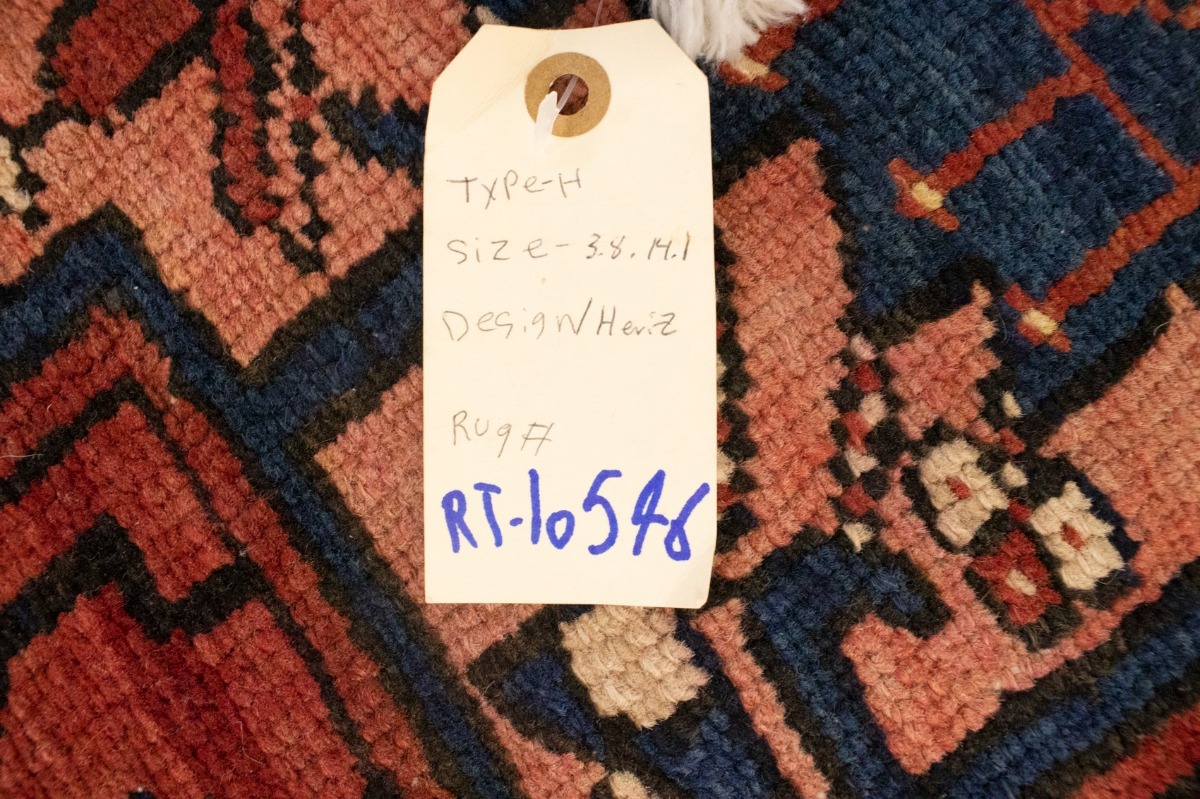 Type-H
Size - 3.8.14.1
Design/Heriz
Rug#
RT-10546